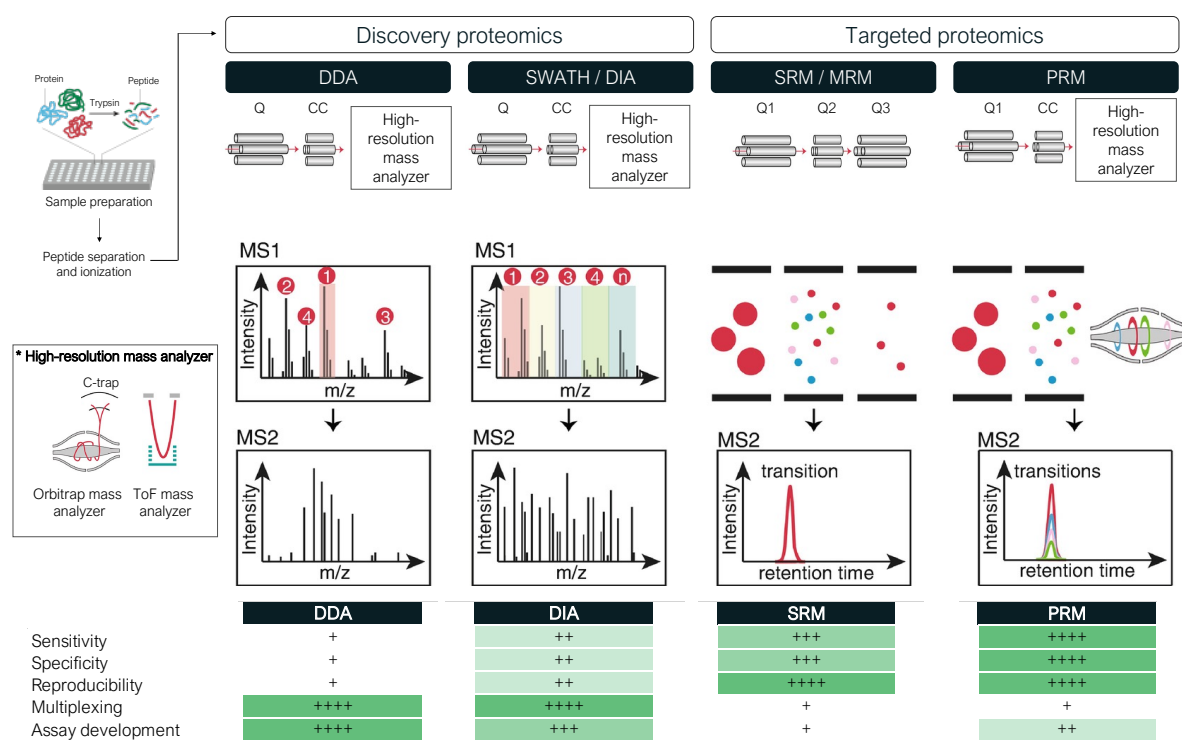 Discovery proteomics
Targeted proteomics
DDA
SWATH / DIA
SRM / MRM
PRM
Protein
Peptide
Trypsin
Sample preparation
Peptide separation
and ionization
Q
CC
High-
resolution
mass
analyzer
Q
CC
High-
resolution
mass
analyzer
Q1
Q2
Q3
Q1
CC
High-
resolution
mass
analyzer
* High-resolution mass analyzer
C-trap
Orbitrap mass
analyzer
ToF mass
analyzer
MS1
Intensity
2
4
1
3
m/z
MS1
Intensity
1
2
3
4
n
m/z
MS2
Intensity
m/z
MS2
Intensity
m/z
MS2
Intensity
transition
retention time
MS2
Intensity
transitions
retention time
DDA DIA SRM PRM
Sensitivity + ++ +++ ++++
Specificity + ++ +++ ++++
Reproducibility + ++ ++++ ++++
Multiplexing ++++ ++++ + +
Assay development ++++ +++ + ++